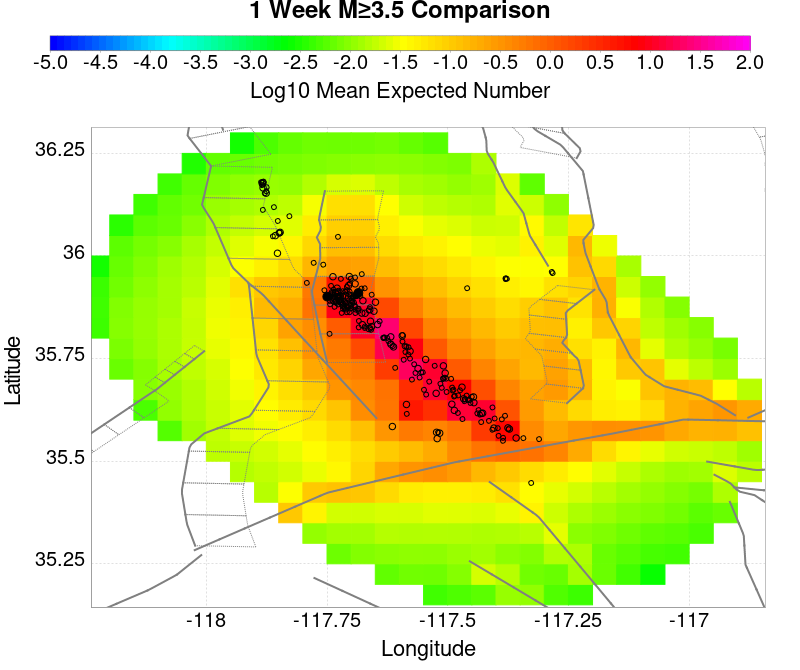 1 Week M≥3.5 Comparison
-5.0 -4.5 -4.0 -3.5 -3.0 -2.5 -2.0 -1.5 -1.0 -0.5 0.0 0.5 1.0 1.5 2.0
Log10 Mean Expected Number
36.25
36
35.75
35.5
35.25
Latitude
-118 -117.75 -117.5 -117.25 -117
Longitude